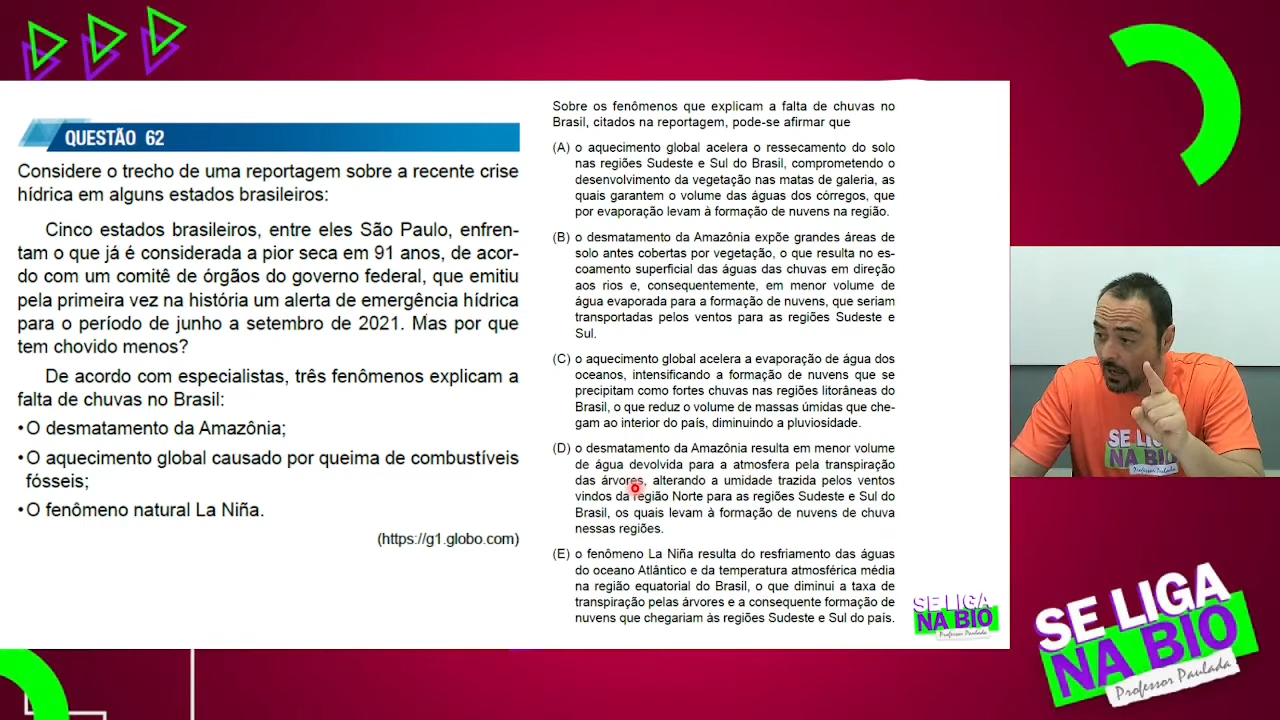 QUESTÃO 62
Considere o trecho de uma reportagem sobre a recente crise
hídrica em alguns estados brasileiros:
Cinco estados brasileiros, entre eles São Paulo, enfren-
tam o que já é considerada a pior seca em 91 anos, de acor-
do com um comitê de órgãos do governo federal, que emitiu
pela primeira vez na história um alerta de emergência hídrica
para o período de junho a setembro de 2021. Mas por que
tem chovido menos?
De acordo com especialistas, três fenômenos explicam a
falta de chuvas no Brasil:
•O desmatamento da Amazônia;
•O aquecimento global causado por queima de combustíveis
fósseis;
•O fenômeno natural La Niña.
(https://g1.globo.com)
Sobre os fenômenos que explicam a falta de chuvas no
Brasil, citados na reportagem, pode-se afirmar que
(A) o aquecimento global acelera o ressecamento do solo
nas regiões Sudeste e Sul do Brasil, comprometendo o
desenvolvimento da vegetação nas matas de galeria, as
quais garantem o volume das águas dos córregos, que
por evaporação levam à formação de nuvens na região.
(B) o desmatamento da Amazônia expõe grandes áreas de
solo antes cobertas por vegetação, o que resulta no es-
coamento superficial das águas das chuvas em direção
aos rios e, consequentemente, em menor volume de
água evaporada para a formação de nuvens, que seriam
transportadas pelos ventos para as regiões Sudeste e
Sul.
(C) o aquecimento global acelera a evaporação de água dos
oceanos, intensificando a formação de nuvens que se
precipitam como fortes chuvas nas regiões litorâneas do
Brasil, o que reduz o volume de massas úmidas que che-
gam ao interior do país, diminuindo a pluviosidade.
(D) o desmatamento da Amazônia resulta em menor volume
de água devolvida para a atmosfera pela transpiração
das árvores, alterando a umidade trazida pelos ventos
vindos da região Norte para as regiões Sudeste e Sul do
Brasil, os quais levam à formação de nuvens de chuva
nessas regiões.
(E) o fenômeno La Niña resulta do resfriamento das águas
do oceano Atlântico e da temperatura atmosférica média
na região equatorial do Brasil, o que diminui a taxa de
transpiração pelas árvores e a consequente formação de
nuvens que chegariam às regiões Sudeste e Sul do país.
SE LIGA
NA BIO
Professor Paulada
SE LIGA
NA BIO
Professor Paulada
SE LIGA
NA BIO
Professor Paulada